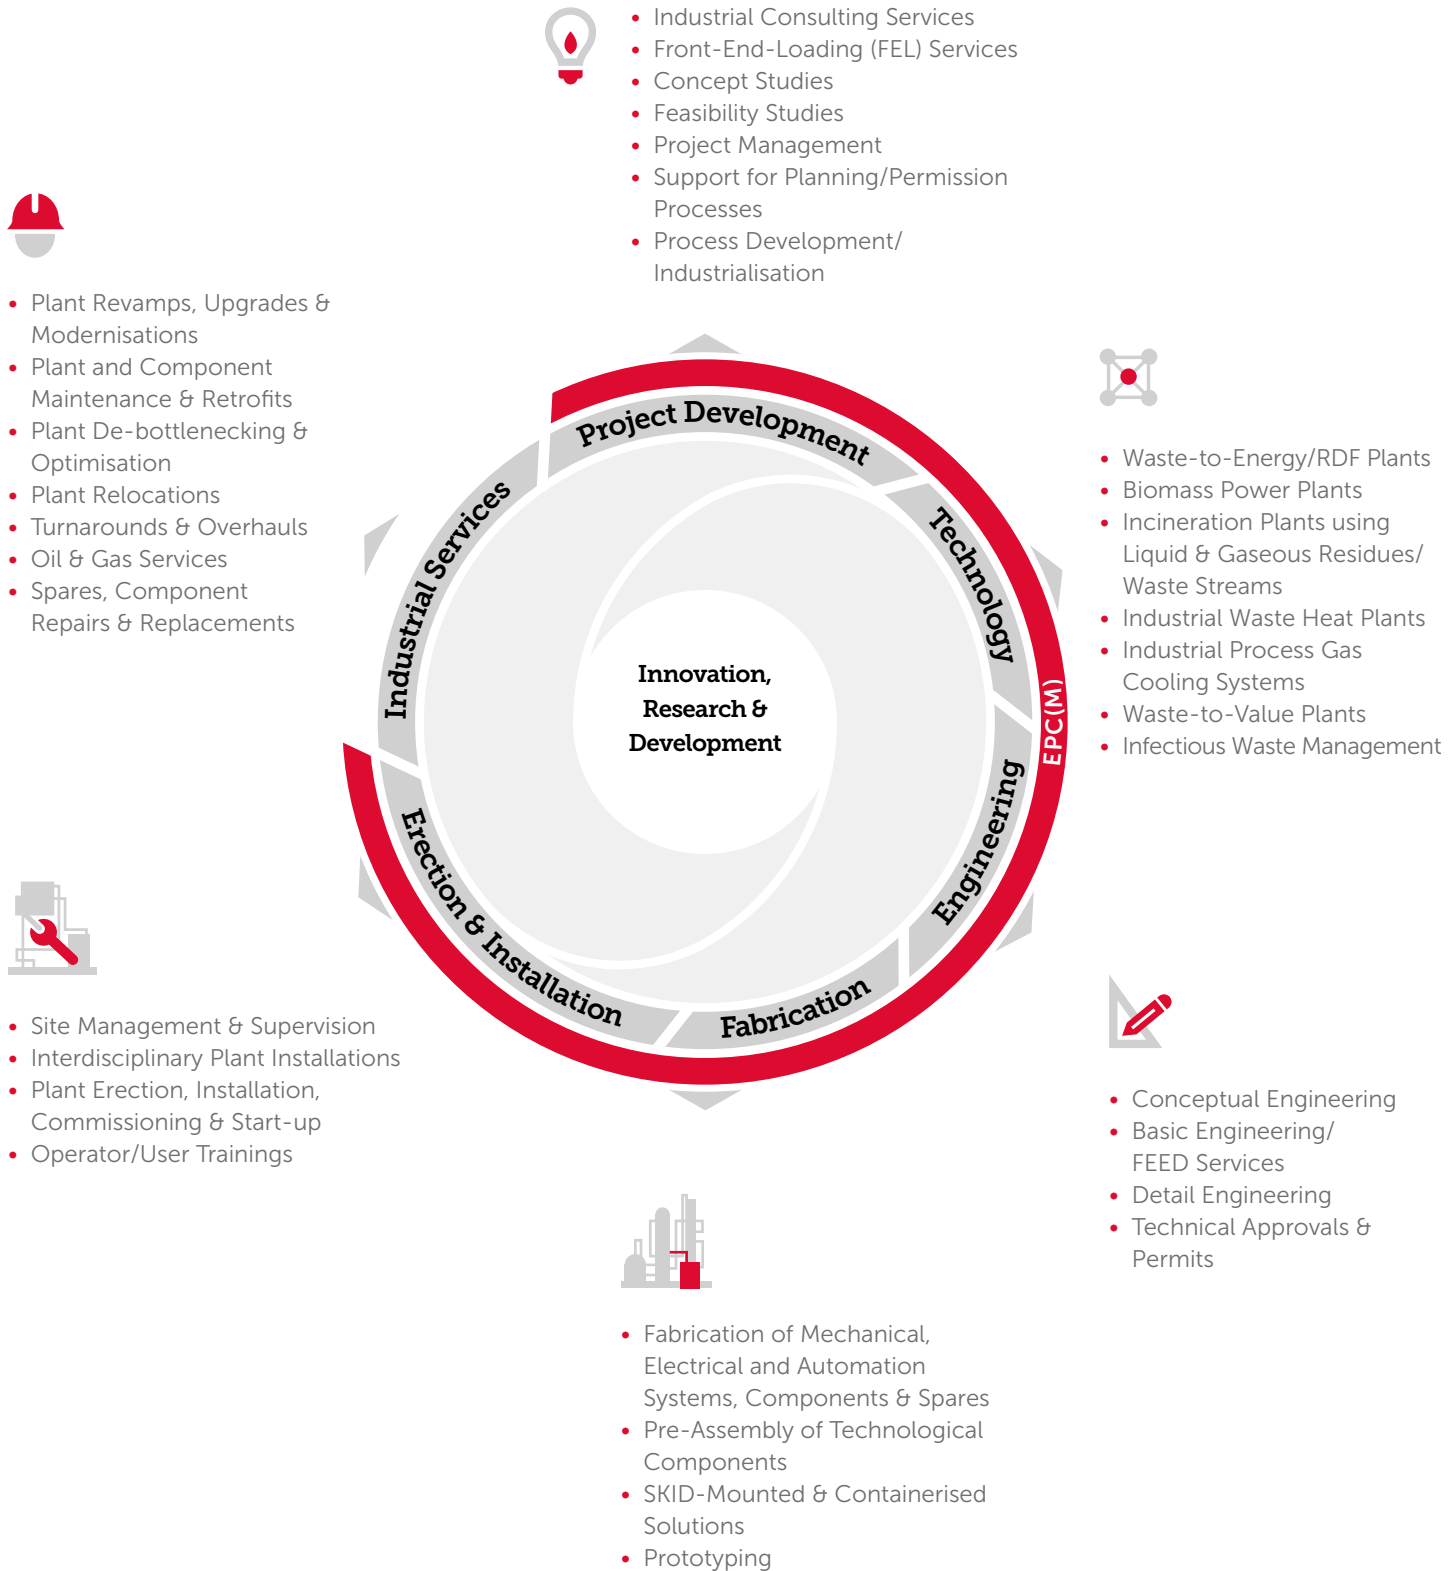 • Industrial Consulting Services
• Front-End-Loading (FEL) Services
• Concept Studies
• Feasibility Studies
• Project Management
• Support for Planning/Permission
Processes
• Process Development/
Industrialisation
• Plant Revamps, Upgrades &
Modernisations
• Plant and Component
Maintenance & Retrofits
• Plant De-bottlenecking &
Optimisation
• Plant Relocations
• Turnarounds & Overhauls
• Oil & Gas Services
• Spares, Component
Repairs & Replacements
Project Development
Technology
Engineering
Fabrication
Erection & Installation
Industrial Services
EPC(M)
Innovation,
Research &
Development
• Waste-to-Energy/RDF Plants
• Biomass Power Plants
• Incineration Plants using
Liquid & Gaseous Residues/
Waste Streams
• Industrial Waste Heat Plants
• Industrial Process Gas
Cooling Systems
• Waste-to-Value Plants
• Infectious Waste Management
• Site Management & Supervision
• Interdisciplinary Plant Installations
• Plant Erection, Installation,
Commissioning & Start-up
• Operator/User Trainings
• Conceptual Engineering
• Basic Engineering/
FEED Services
• Detail Engineering
• Technical Approvals &
Permits
• Fabrication of Mechanical,
Electrical and Automation
Systems, Components & Spares
• Pre-Assembly of Technological
Components
• SKID-Mounted & Containerised
Solutions
• Prototyping